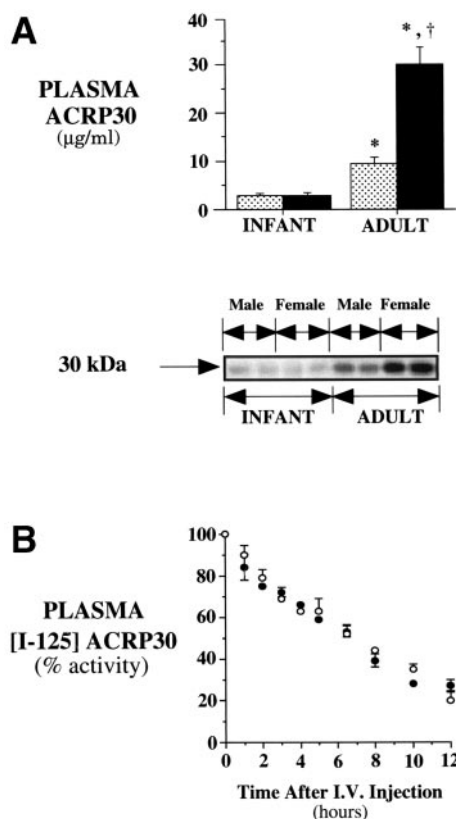 A
PLASMA
ACRP30
(µg/ml)
40
30
20
10
0
*
*, †
INFANT ADULT
Male Female Male Female
30 kDa
INFANT ADULT
B
PLASMA
[I-125] ACRP30
(% activity)
100
80
60
40
20
0 2 4 6 8 10 12
Time After I.V. Injection
(hours)